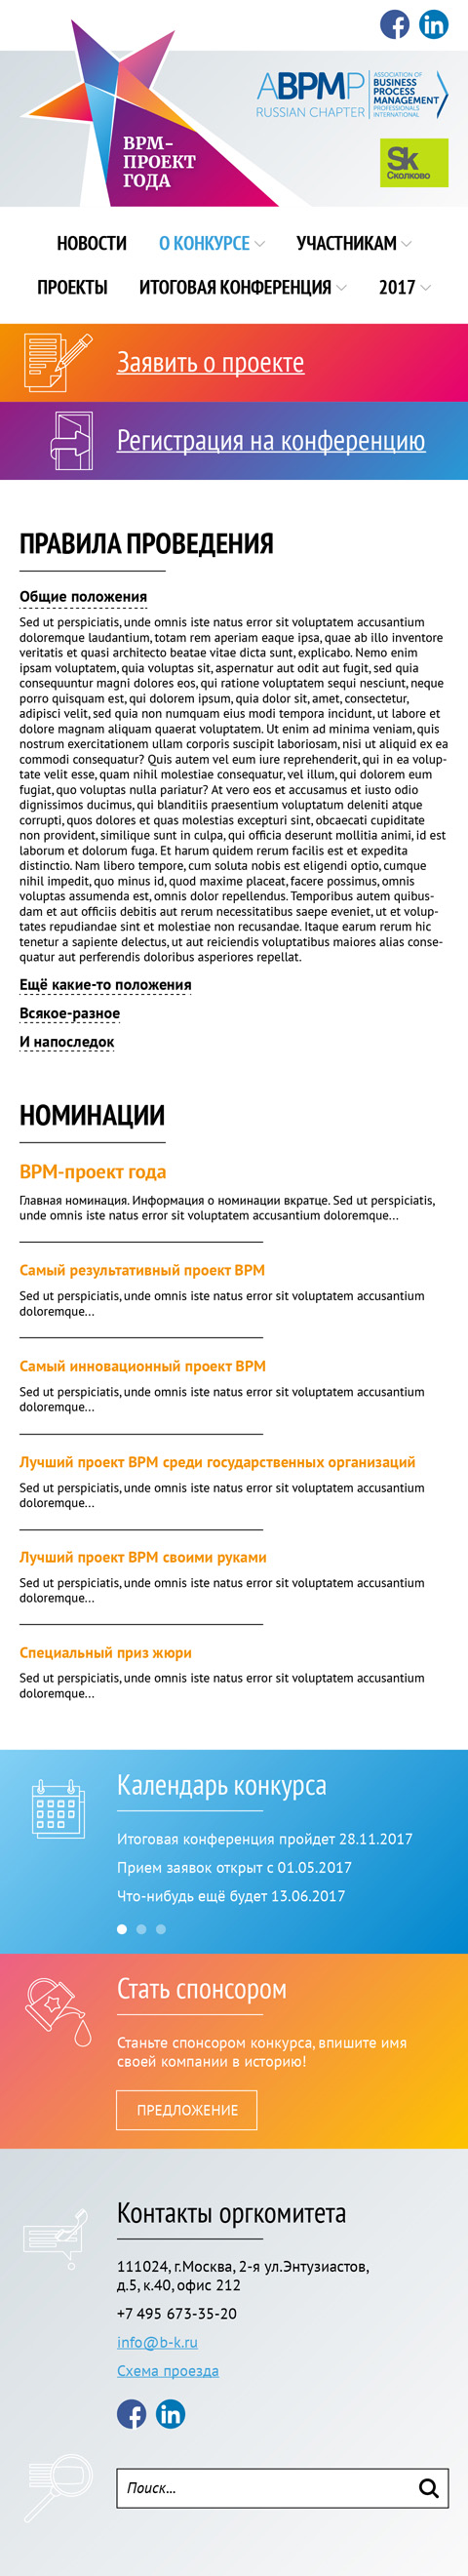 f in
BPM-
ПРОЕКТ
ГОДА
ABPMP
RUSSIAN CHAPTER
ASSOCIATION OF
BUSINESS
PROCESS
MANAGEMENT
PROFESSIONALS
INTERNATIONAL
Sk
Сколково
НОВОСТИ О КОНКУРСЕ УЧАСТНИКАМ
ПРОЕКТЫ ИТОГОВАЯ КОНФЕРЕНЦИЯ 2017
Заявить о проекте
Регистрация на конференцию
ПРАВИЛА ПРОВЕДЕНИЯ
Общие положения
Sed ut perspiciatis, unde omnis iste natus error sit voluptatem accusantium
doloremque laudantium, totam rem aperiam eaque ipsa, quae ab illo inventore
veritatis et quasi architecto beatae vitae dicta sunt, explicabo. Nemo enim
ipsam voluptatem, quia voluptas sit, aspernatur aut odit aut fugit, sed quia
consequuntur magni dolores eos, qui ratione voluptatem sequi nesciunt, neque
porro quisquam est, qui dolorem ipsum, quia dolor sit, amet, consectetur,
adipisci velit, sed quia non numquam eius modi tempora incidunt, ut labore et
dolore magnam aliquam quaerat voluptatem. Ut enim ad minima veniam, quis
nostrum exercitationem ullam corporis suscipit laboriosam, nisi ut aliquid ex ea
commodi consequatur? Quis autem vel eum iure reprehenderit, qui in ea volup-
tate velit esse, quam nihil molestiae consequatur, vel illum, qui dolorem eum
fugiat, quo voluptas nulla pariatur? At vero eos et accusamus et iusto odio
dignissimos ducimus, qui blanditiis praesentium voluptatum deleniti atque
corrupti, quos dolores et quas molestias excepturi sint, obcaecati cupiditate
non provident, similique sunt in culpa, qui officia deserunt mollitia animi, id est
laborum et dolorum fuga. Et harum quidem rerum facilis est et expedita
distinctio. Nam libero tempore, cum soluta nobis est eligendi optio, cumque
nihil impedit, quo minus id, quod maxime placeat, facere possimus, omnis
voluptas assumenda est, omnis dolor repellendus. Temporibus autem quibus-
dam et aut officiis debitis aut rerum necessitatibus saepe eveniet, ut et volup-
tates repudiandae sint et molestiae non recusandae. Itaque earum rerum hic
tenetur a sapiente delectus, ut aut reiciendis voluptatibus maiores alias conse-
quatur aut perferendis doloribus asperiores repellat.
Ещё какие-то положения
Всякое-разное
И напоследок
НОМИНАЦИИ
BPM-проект года
Главная номинация. Информация о номинации вкратце. Sed ut perspiciatis,
unde omnis iste natus error sit voluptatem accusantium doloremque...
Самый результативный проект BPM
Sed ut perspiciatis, unde omnis iste natus error sit voluptatem accusantium
doloremque...
Самый инновационный проект BPM
Sed ut perspiciatis, unde omnis iste natus error sit voluptatem accusantium
doloremque...
Лучший проект BPM среди государственных организаций
Sed ut perspiciatis, unde omnis iste natus error sit voluptatem accusantium
doloremque...
Лучший проект BPM своими руками
Sed ut perspiciatis, unde omnis iste natus error sit voluptatem accusantium
doloremque...
Специальный приз жюри
Sed ut perspiciatis, unde omnis iste natus error sit voluptatem accusantium
doloremque...
Календарь конкурса
Итоговая конференция пройдет 28.11.2017
Прием заявок открыт с 01.05.2017
Что-нибудь ещё будет 13.06.2017
Стать спонсором
Станьте спонсором конкурса, впишите имя
своей компании в историю!
ПРЕДЛОЖЕНИЕ
Контакты оргкомитета
111024, г.Москва, 2-я ул.Энтузиастов,
д.5, к.40, офис 212
+7 495 673-35-20
info@b-k.ru
Схема проезда
f in
Поиск...